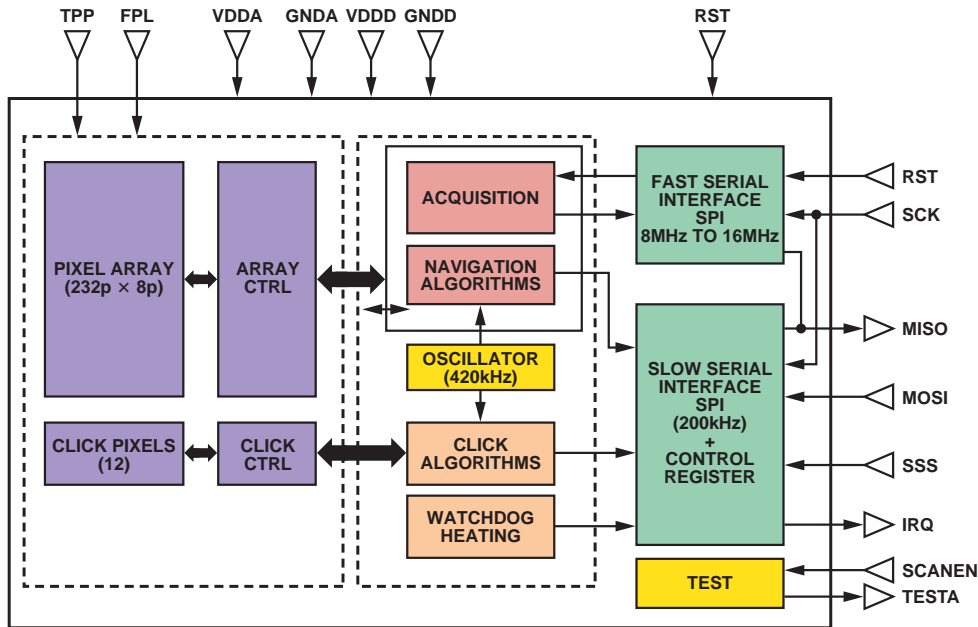 TPP FPL VDDA GNDA VDDD GNDD RST
PIXEL ARRAY
(232p × 8p)
ARRAY
CTRL
CLICK PIXELS
(12)
CLICK
CTRL
ACQUISITION
NAVIGATION
ALGORITHMS
OSCILLATOR
(420kHz)
CLICK
ALGORITHMS
WATCHDOG
HEATING
FAST SERIAL
INTERFACE
SPI
8MHz TO 16MHz
SLOW SERIAL
INTERFACE
SPI
(200kHz)
+
CONTROL
REGISTER
TEST
RST
SCK
MISO
MOSI
SSS
IRQ
SCANEN
TESTA